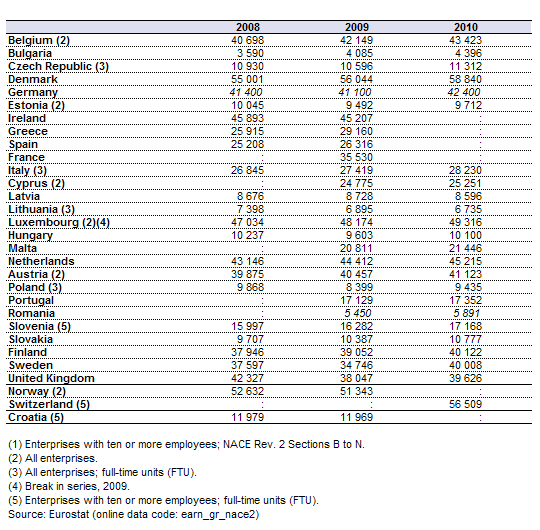 2008 2009 2010
Belgium (2) 40 698 42 149 43 423
Bulgaria 3 590 4 085 4 396
Czech Republic (3) 10 930 10 596 11 312
Denmark 55 001 56 044 58 840
Germany 41 400 41 100 42 400
Estonia (2) 10 045 9 492 9 712
Ireland 45 893 45 207 :
Greece 25 915 29 160 :
Spain 25 208 26 316 :
France : 35 530 :
Italy (3) 26 845 27 419 28 230
Cyprus (2) : 24 775 25 251
Latvia 8 676 8 728 8 596
Lithuania (3) 7 398 6 895 6 735
Luxembourg (2)(4) 47 034 48 174 49 316
Hungary 10 237 9 603 10 100
Malta : 20 811 21 446
Netherlands 43 146 44 412 45 215
Austria (2) 39 875 40 457 41 123
Poland (3) 9 868 8 399 9 435
Portugal : 17 129 17 352
Romania : 5 450 5 891
Slovenia (5) 15 997 16 282 17 168
Slovakia 9 707 10 387 10 777
Finland 37 946 39 052 40 122
Sweden 37 597 34 746 40 008
United Kingdom 42 327 38 047 39 626
Norway (2) 52 632 51 343 :
Switzerland (5) : : 56 509
Croatia (5) 11 979 11 969 :
(1) Enterprises with ten or more employees; NACE Rev. 2 Sections B to N.
(2) All enterprises.
(3) All enterprises; full-time units (FTU).
(4) Break in series, 2009.
(5) Enterprises with ten or more employees; full-time units (FTU).
Source: Eurostat (online data code: earn_gr_nace2)